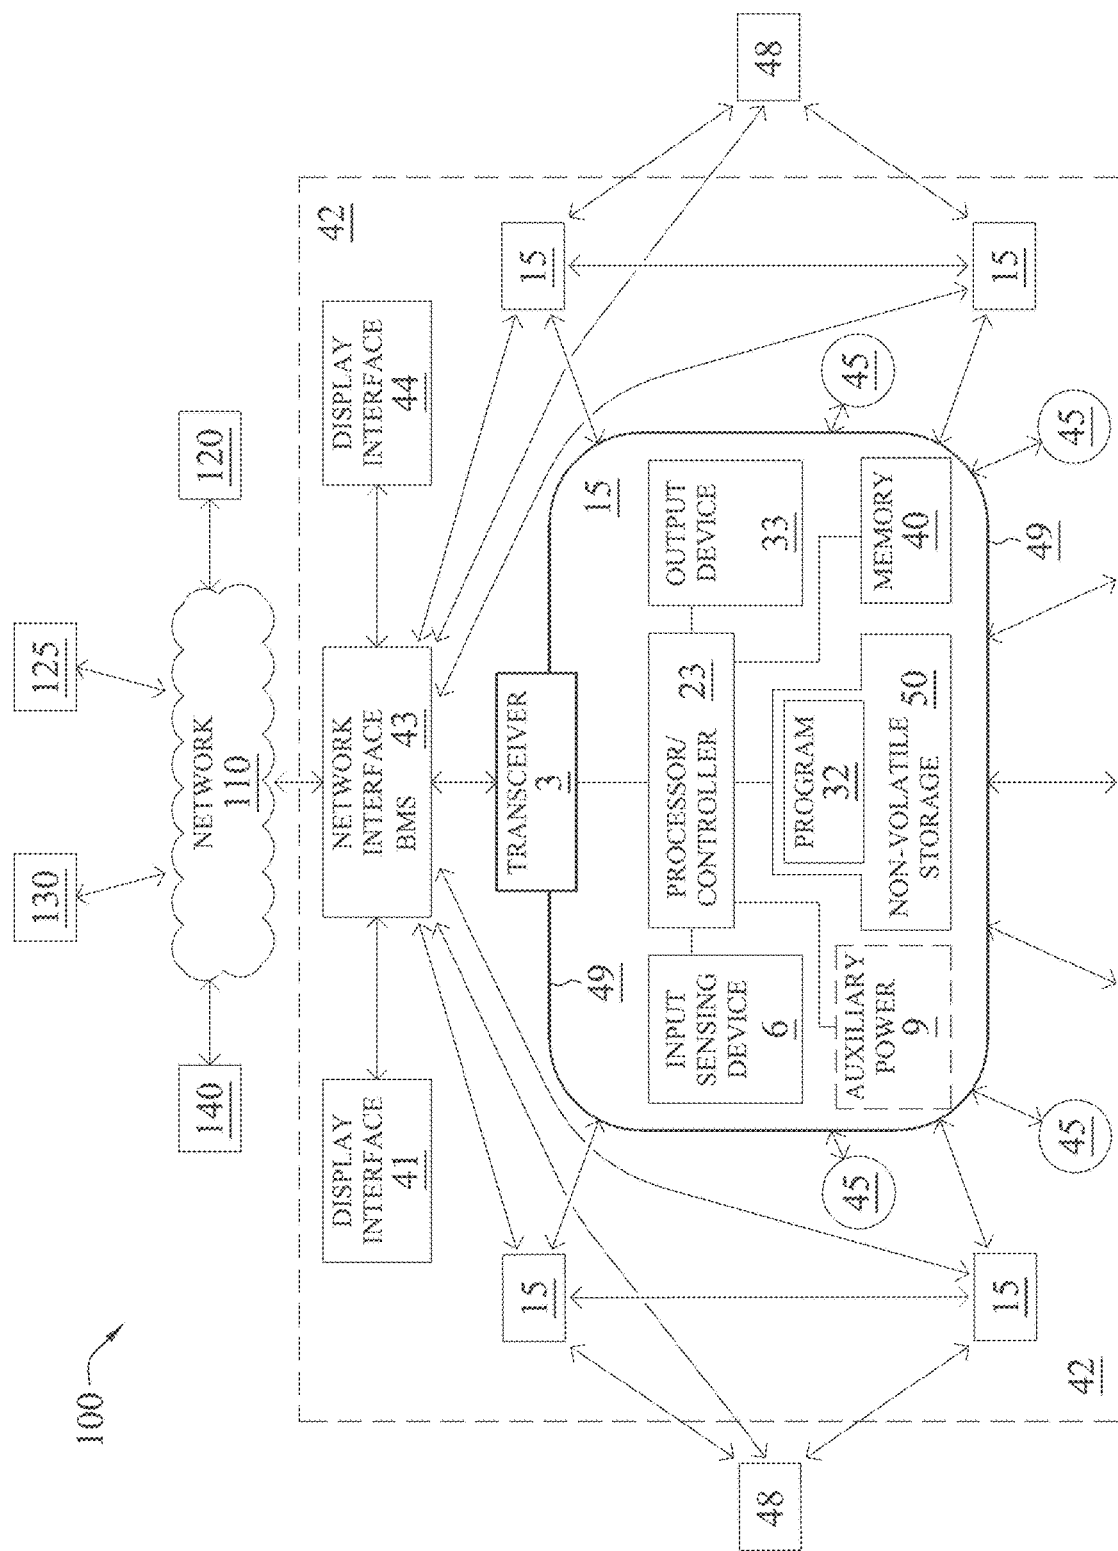 100
130
125
140
NETWORK
110
120
42
DISPLAY
INTERFACE
41
NETWORK
INTERFACE
BMS 43
DISPLAY
INTERFACE
44
15
TRANSCEIVER
3
15
49
15
INPUT
SENSING
DEVICE
6
PROCESSOR/
CONTROLLER 23
OUTPUT
DEVICE
33
48
48
45
45
AUXILIARY
POWER
9
PROGRAM
32
NON-VOLATILE
STORAGE 50
MEMORY
40
15
15
45
45
49
42